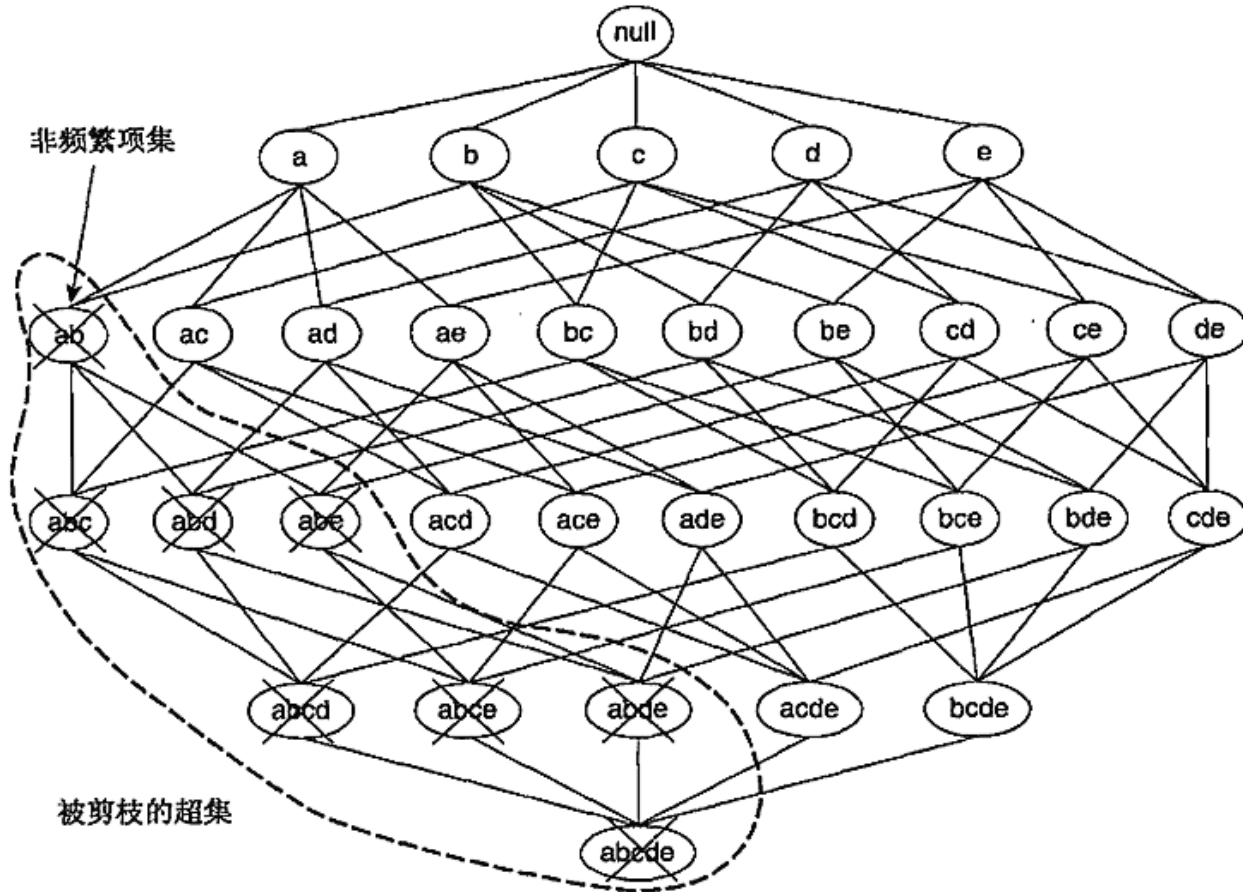 null
非频繁项集
a b c d e
ab ac ad ae bc bd be cd ce de
abc abd abe acd ace ade bcd bce bde cde
abcd abce abde acde bcde
被剪枝的超集
abcde